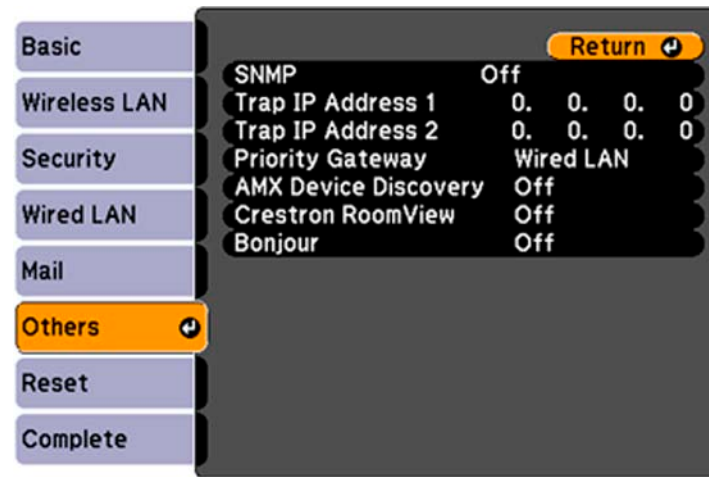 Basic
Wireless LAN
Security
Wired LAN
Mail
Others
Reset
Complete
Return
SNMP Off
Trap IP Address 1 0. 0. 0. 0
Trap IP Address 2 0. 0. 0. 0
Priority Gateway Wired LAN
AMX Device Discovery Off
Crestron RoomView Off
Bonjour Off